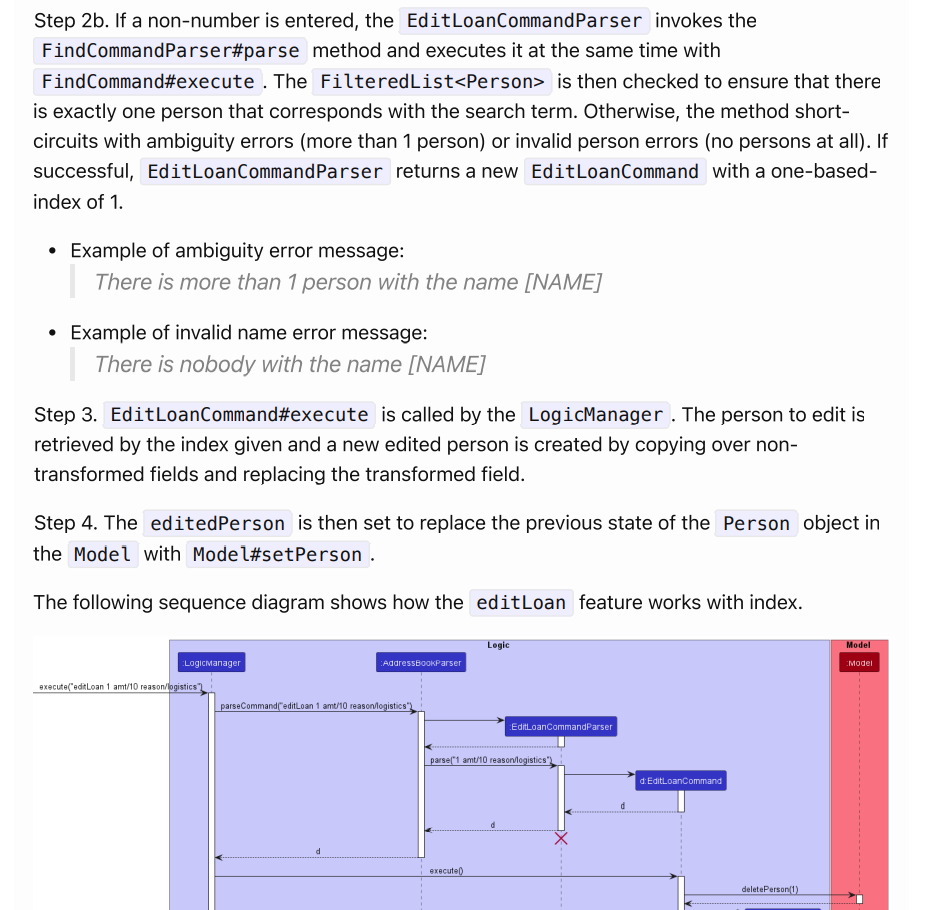 Step 2b. If a non-number is entered, the EditLoanCommandParser invokes the
FindCommandParser#parse method and executes it at the same time with
FindCommand#execute. The FilteredList<Person> is then checked to ensure that there
is exactly one person that corresponds with the search term. Otherwise, the method short-
circuits with ambiguity errors (more than 1 person) or invalid person errors (no persons at all). If
successful, EditLoanCommandParser returns a new EditLoanCommand with a one-based-
index of 1.
• Example of ambiguity error message:
There is more than 1 person with the name [NAME]
• Example of invalid name error message:
There is nobody with the name [NAME]
Step 3. EditLoanCommand#execute is called by the LogicManager. The person to edit is
retrieved by the index given and a new edited person is created by copying over non-
transformed fields and replacing the transformed field.
Step 4. The editedPerson is then set to replace the previous state of the Person object in
the Model with Model#setPerson.
The following sequence diagram shows how the editLoan feature works with index.
Logic
Model
:LogicManager
:AddressBookParser
:Model
execute("editLoan 1 amt/10 reason/logistics")
parseCommand("editLoan 1 amt/10 reason/logistics")
:EditLoanCommandParser
parse("1 amt/10 reason/logistics")
d:EditLoanCommand
d
d
d
execute()
deletePerson(1)